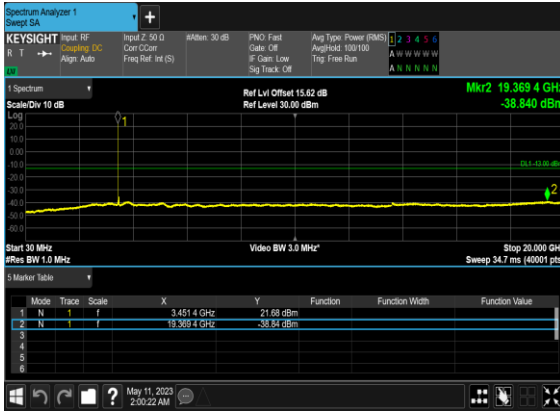 Spectrum Analyzer 1
Swept SA
+
KEYSIGHT Input: RF Input Z: 50 Ω #Atten: 30 dB PNO: Fast Avg Type: Power (RMS) 1 2 3 4 5 6
R T Coupling: DC Corr CCorr Gate: Off Avg|Hold: 100/100 A W W W W W
Align: Auto Freq Ref: Int (S) IF Gain: Low Trig: Free Run
Sig Track: Off A N N N N N
1 Spectrum Ref Lvl Offset 15.62 dB Mkr2 19.369 4 GHz
Scale/Div 10 dB Ref Level 30.00 dBm -38.840 dBm
Log
20.0
10.0
0.00
-10.0
-20.0
-30.0
-40.0
-50.0
-60.0
1
DL1 -13.00 dBm
2
Start 30 MHz Video BW 3.0 MHz* Stop 20.000 GHz
#Res BW 1.0 MHz Sweep 34.7 ms (40001 pts)
5 Marker Table
Mode Trace Scale X Y Function Function Width Function Value
1 N 1 f 3.451 4 GHz 21.68 dBm
2 N 1 f 19.369 4 GHz -38.84 dBm
3
4
5
6
? May 11, 2023
2:00:22 AM